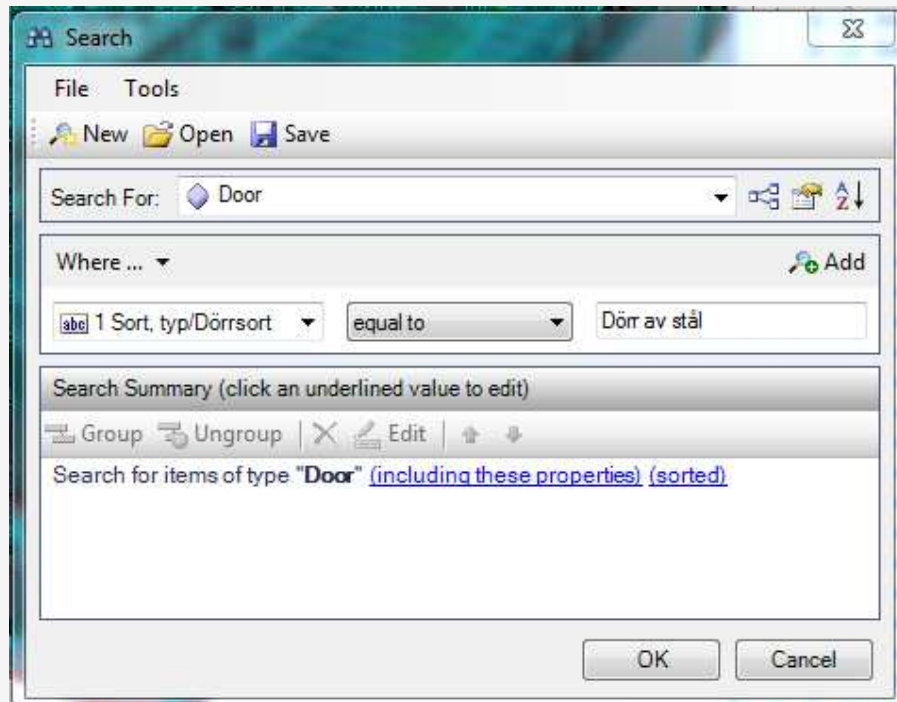 Search
File Tools
New Open Save
Search For: Door
Where ... Add
abc 1 Sort, typ/Dörrsort equal to Dörr av stål
Search Summary (click an underlined value to edit)
Group Ungroup Edit
Search for items of type "Door" (including these properties) (sorted)
OK Cancel